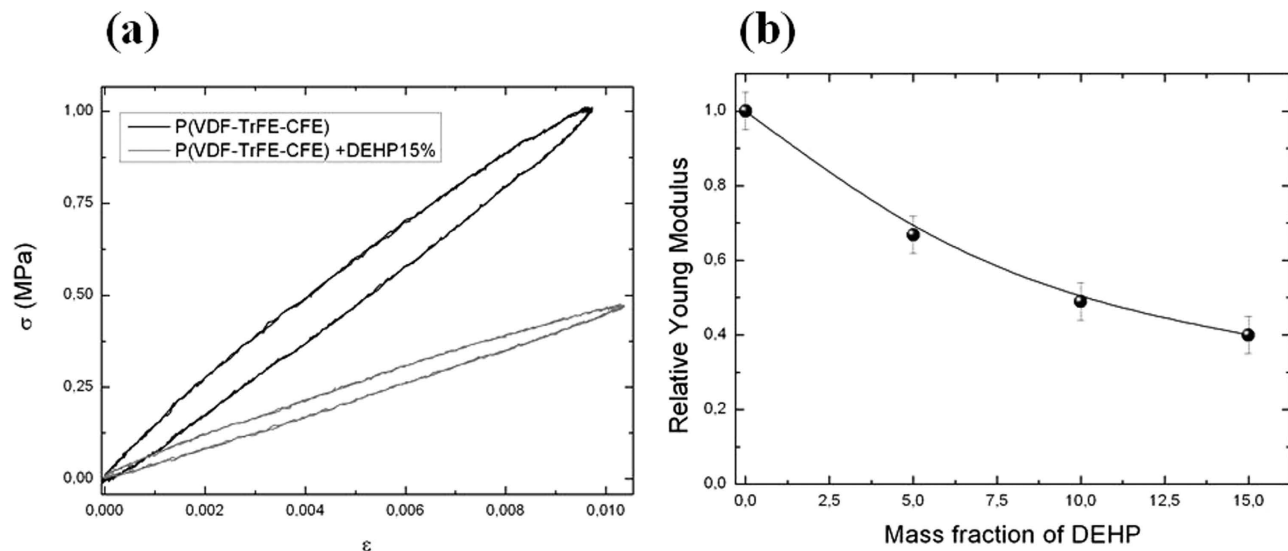 (a)
P(VDF-TrFE-CFE)
P(VDF-TrFE-CFE) +DEHP15%
1,00
0,75
0,50
0,25
0,00
σ (MPa)
0,000 0,002 0,004 0,006 0,008 0,010
ε
(b)
1,0
0,8
0,6
0,4
0,2
0,0
Relative Young Modulus
0,0 2,5 5,0 7,5 10,0 12,5 15,0
Mass fraction of DEHP